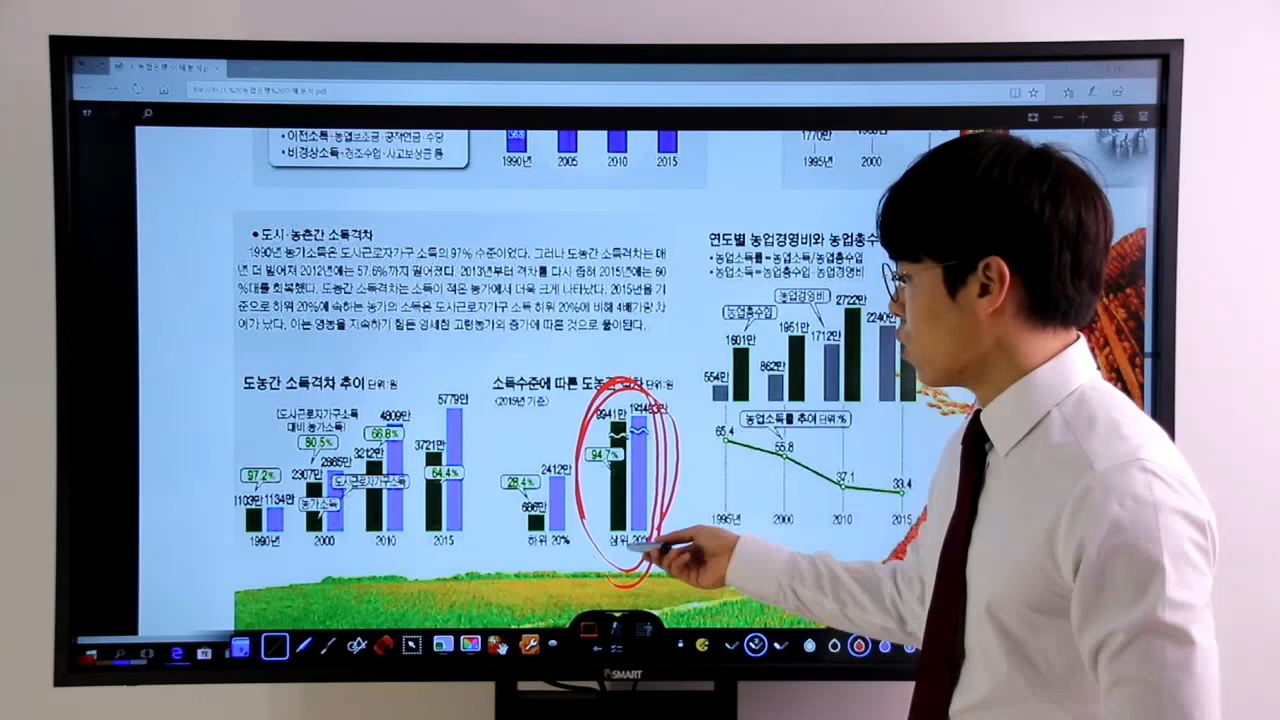 17
• 이전소득=농업보조금·공적연금·수당
• 비경상소득=경조수입·사고보상금 등
563
1990년 2005 2010 2015
1770만
1995년 2000
• 도시·농촌간 소득격차
1990년 농가소득은 도시근로자가구 소득의 97% 수준이었다. 그러나 도농간 소득격차는 매
년 더 벌어져 2012년에는 57.6%까지 떨어졌다. 2013년부터 격차를 다시 좁혀 2015년에는 60
%대를 회복했다. 도농간 소득격차는 소득이 적은 농가에서 더욱 크게 나타났다. 2015년을 기
준으로 하위 20%에 속하는 농가의 소득은 도시근로자가구 소득 하위 20%에 비해 4배가량 차
이가 났다. 이는 영농을 지속하기 힘든 영세한 고령농가의 증가에 따른 것으로 풀이된다.
연도별 농업경영비와 농업총수
• 농업소득률=농업소득/농업총수입
• 농업소득=농업총수입-농업경영비
농업경영비
농업총수입
554만 1601만 862만 1951만 1712만 2722만 2240만
농업소득률 추이 단위:%
65.4 55.8 37.1 33.4
1995년 2000 2010 2015
도농간 소득격차 추이 단위:원
(도시근로자가구소득
대비 농가소득)
97.2% 80.5% 66.8% 64.4%
1103만 1134만 2307만 2865만 3212만 4809만 3721만 5779만
도시근로자가구소득
농가소득
1990년 2000 2010 2015
소득수준에 따른 도농간 격차 단위:원
(2015년 기준)
28.4% 94.7%
686만 2412만 9941만
하위 20% 상위 20%
SMART